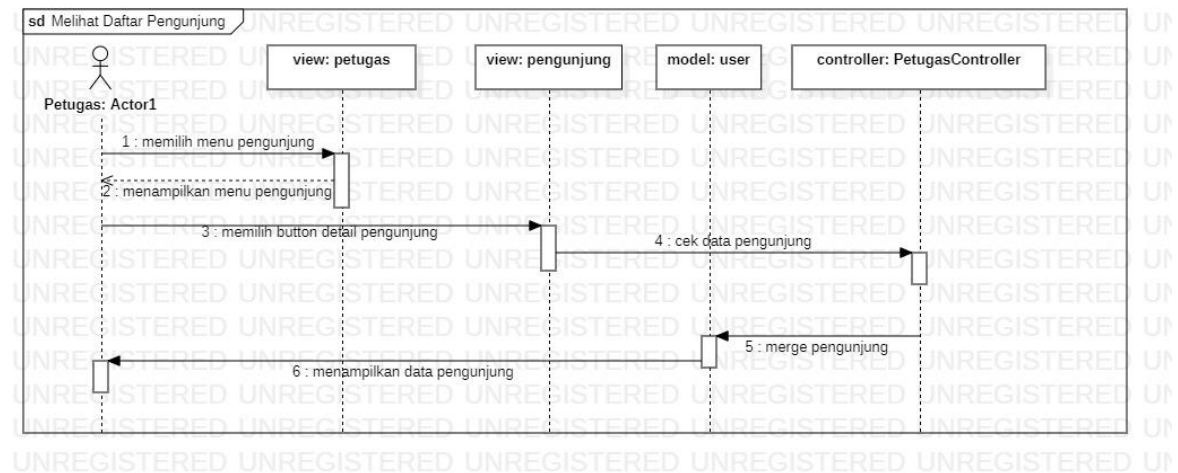 sd Melihat Daftar Pengunjung
view: petugas
view: pengunjung
model: user
controller: PetugasController
Petugas: Actor1
1 : memilih menu pengunjung
2 : menampilkan menu pengunjung
3 : memilih button detail pengunjung
4 : cek data pengunjung
5 : merge pengunjung
6 : menampilkan data pengunjung
UNREGISTERED UNREGISTERED UNREGISTERED UNREGISTERED UNREGISTERED UN